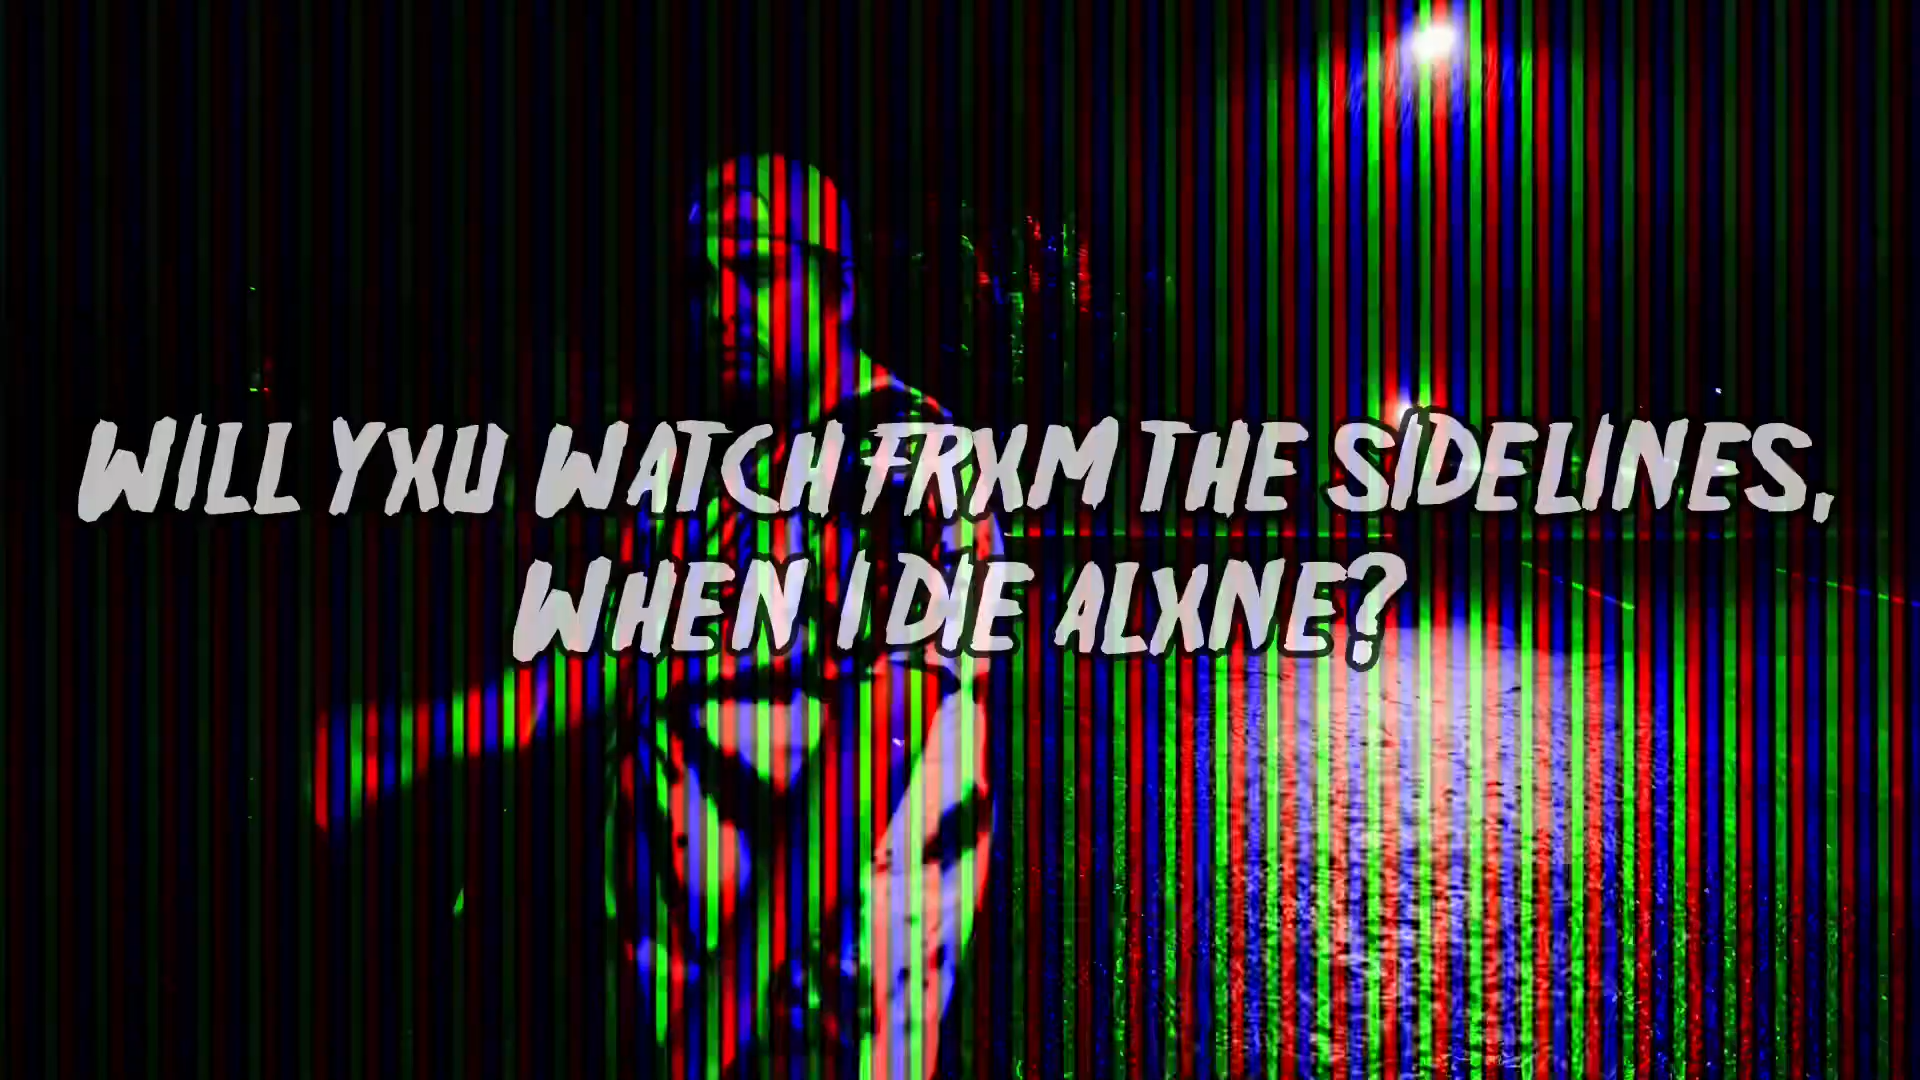 WILL YXU WATCH FRXM THE SIDELINES,
WHEN I DIE ALXNE?